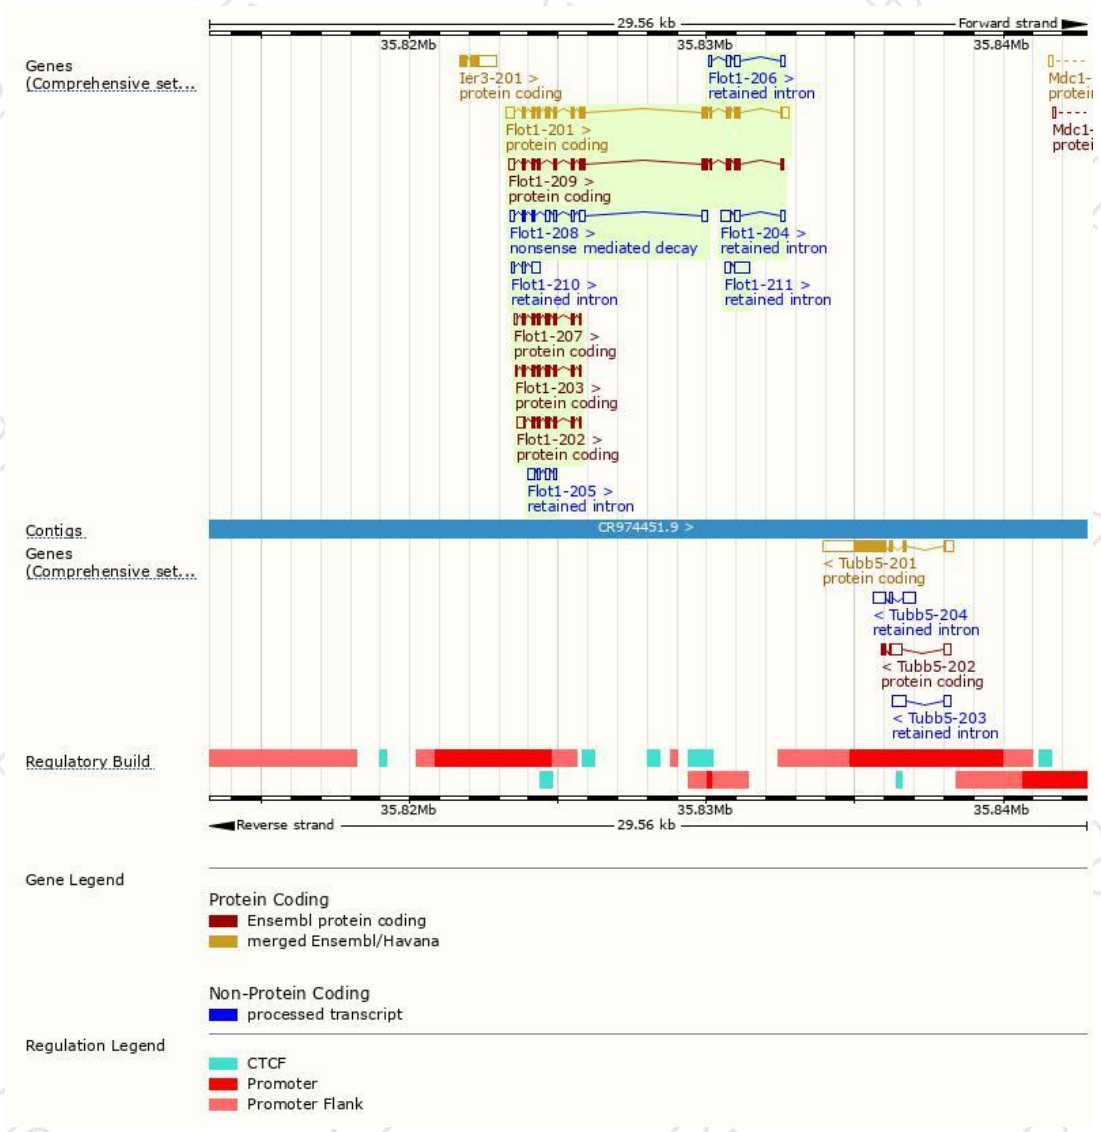 29.56 kb Forward strand
35.82Mb 35.83Mb 35.84Mb
Genes
(Comprehensive set...
Ier3-201 > Flot1-206 > Mdc1-
protein coding retained intron protei
Flot1-201 > Mdc1-
protein coding protei
Flot1-209 >
protein coding
Flot1-208 > Flot1-204 >
nonsense mediated decay retained intron
Flot1-210 > Flot1-211 >
retained intron retained intron
Flot1-207 >
protein coding
Flot1-203 >
protein coding
Flot1-202 >
protein coding
Flot1-205 >
retained intron
Contigs CR974451.9 >
Genes
(Comprehensive set...
< Tubb5-201
protein coding
< Tubb5-204
retained intron
< Tubb5-202
protein coding
< Tubb5-203
retained intron
Regulatory Build
35.82Mb 35.83Mb 35.84Mb
Reverse strand 29.56 kb
Gene Legend
Protein Coding
Ensembl protein coding
merged Ensembl/Havana
Non-Protein Coding
processed transcript
Regulation Legend
CTCF
Promoter
Promoter Flank